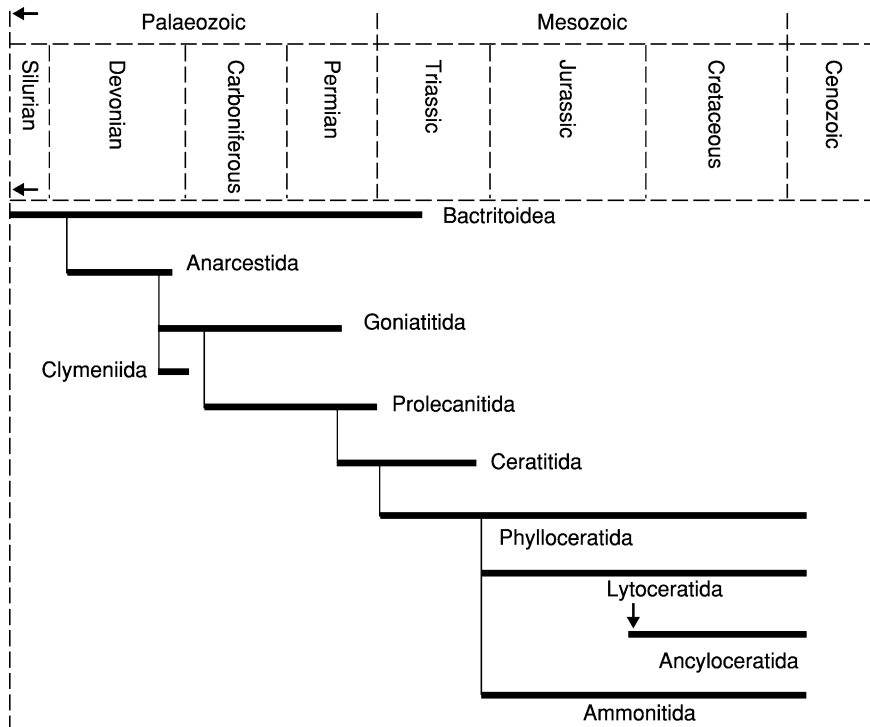 Palaeozoic Mesozoic
Silurian
Devonian
Carboniferous
Permian
Triassic
Jurassic
Cretaceous
Cenozoic
Bactritoidea
Anarcestida
Goniatitida
Clymeniida
Prolecanitida
Ceratitida
Phylloceratida
Lytoceratida
Ancyloceratida
Ammonitida